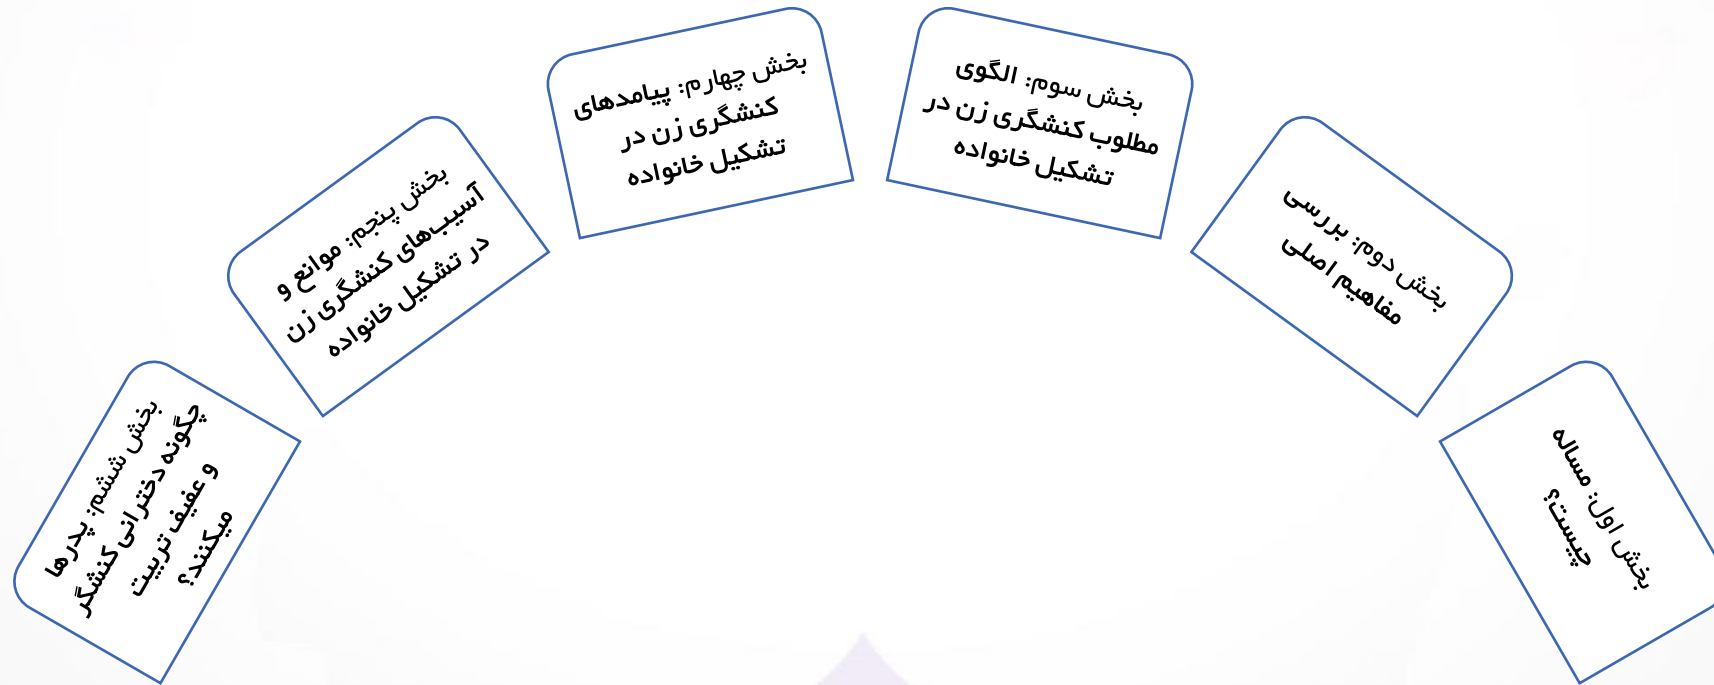 بخش اول: مساله
چیست؟
بخش دوم: بررسی
مفاهیم اصلی
بخش سوم: الگوی
مطلوب کنشگری زن در
تشکیل خانواده
بخش چهارم: پیامدهای
کنشگری زن در
تشکیل خانواده
بخش پنجم: موانع و
آسیب‌های کنشگری زن
در تشکیل خانواده
بخش ششم: پدرها
چگونه دخترانی کنشگر
و عفیف تربیت
میکنند؟